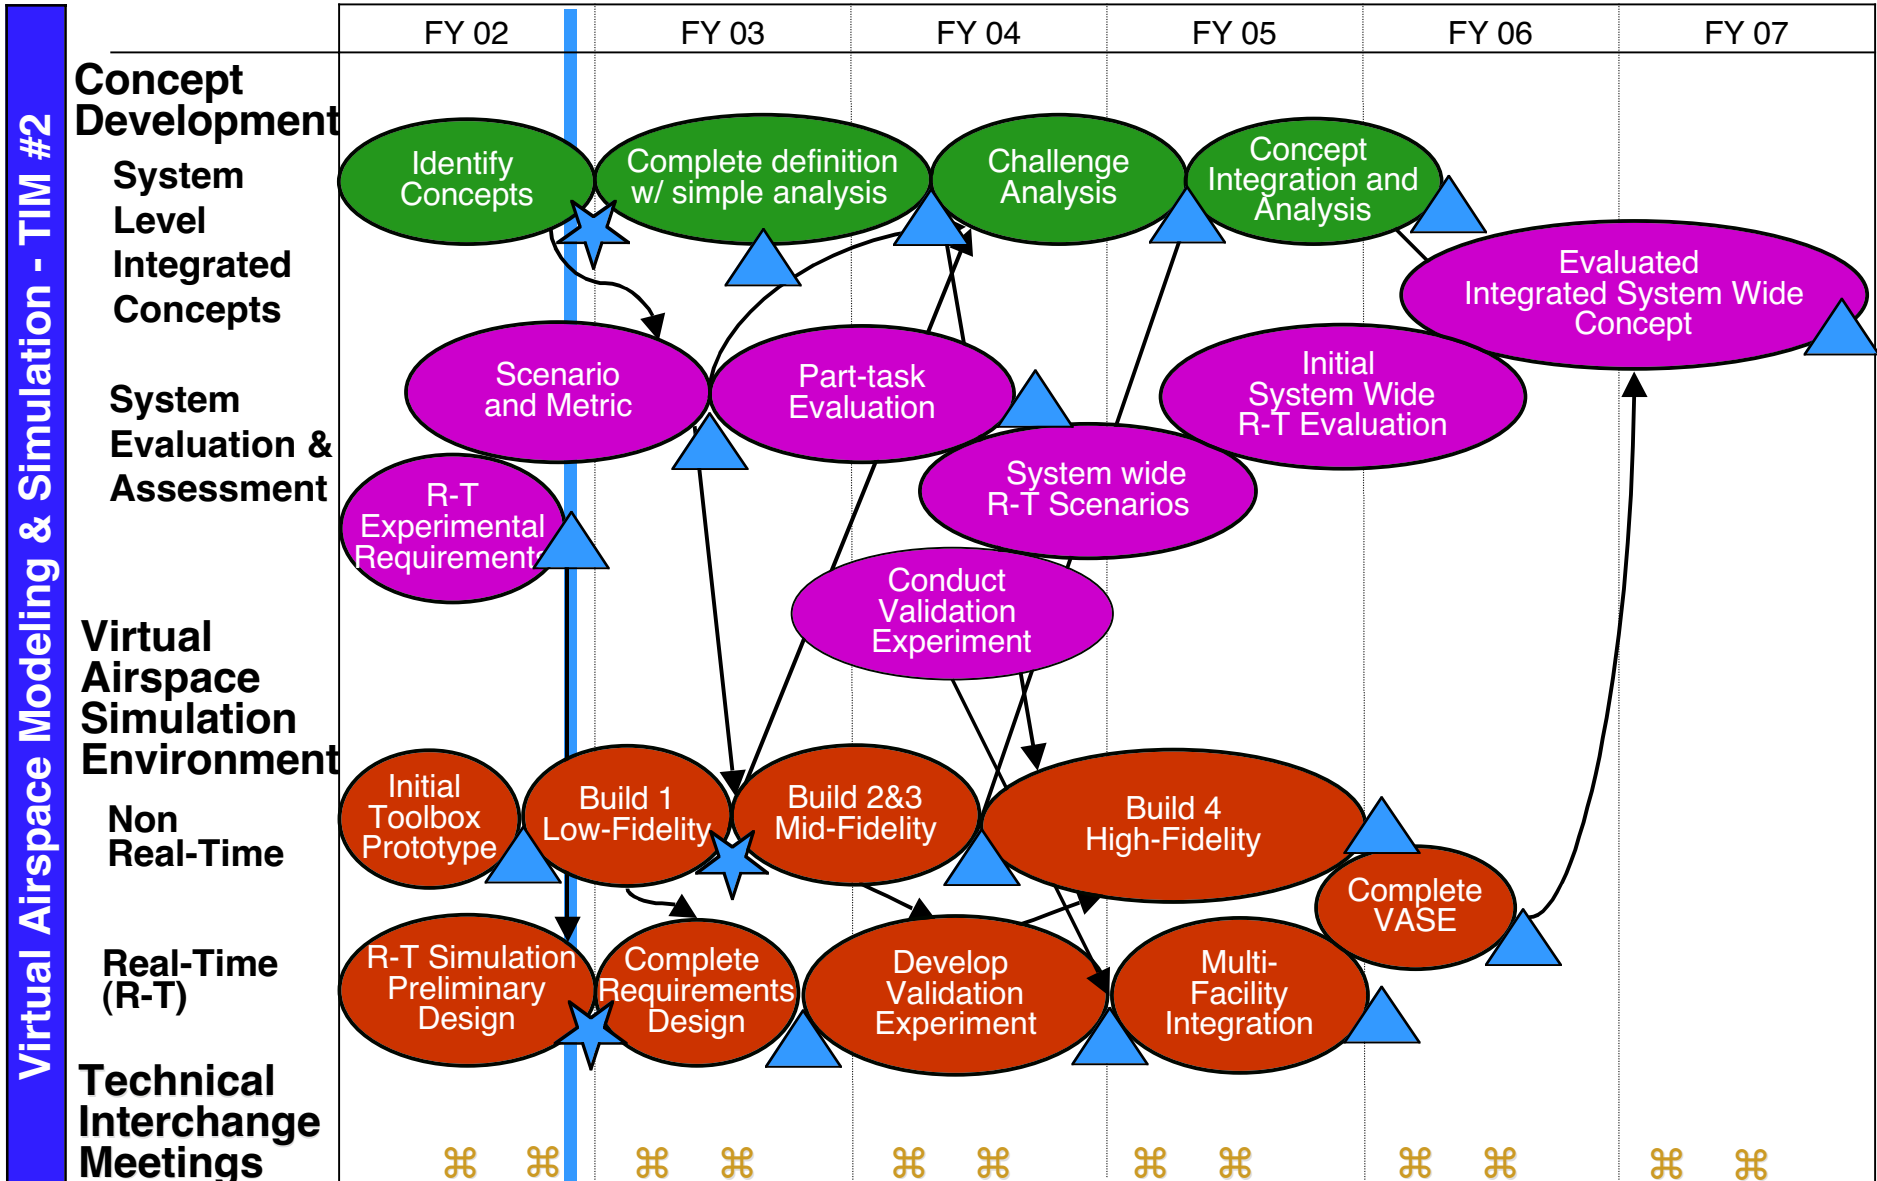 Virtual Airspace Modeling & Simulation - TIM #2
FY 02
FY 03
FY 04
FY 05
FY 06
FY 07
Concept
Development
System
Level
Integrated
Concepts
Identify
Concepts
Complete definition
w/ simple analysis
Challenge
Analysis
Concept
Integration and
Analysis
Evaluated
Integrated System Wide
Concept
System
Evaluation &
Assessment
Scenario
and Metric
Part-task
Evaluation
Initial
System Wide
R-T Evaluation
R-T
Experimental
Requirements
System wide
R-T Scenarios
Conduct
Validation
Experiment
Virtual
Airspace
Simulation
Environment
Non
Real-Time
Initial
Toolbox
Prototype
Build 1
Low-Fidelity
Build 2&3
Mid-Fidelity
Build 4
High-Fidelity
Complete
VASE
Real-Time
(R-T)
R-T Simulation
Preliminary
Design
Complete
Requirements
Design
Develop
Validation
Experiment
Multi-
Facility
Integration
Technical
Interchange
Meetings
⌘ ⌘ ⌘ ⌘ ⌘ ⌘ ⌘ ⌘ ⌘ ⌘ ⌘ ⌘